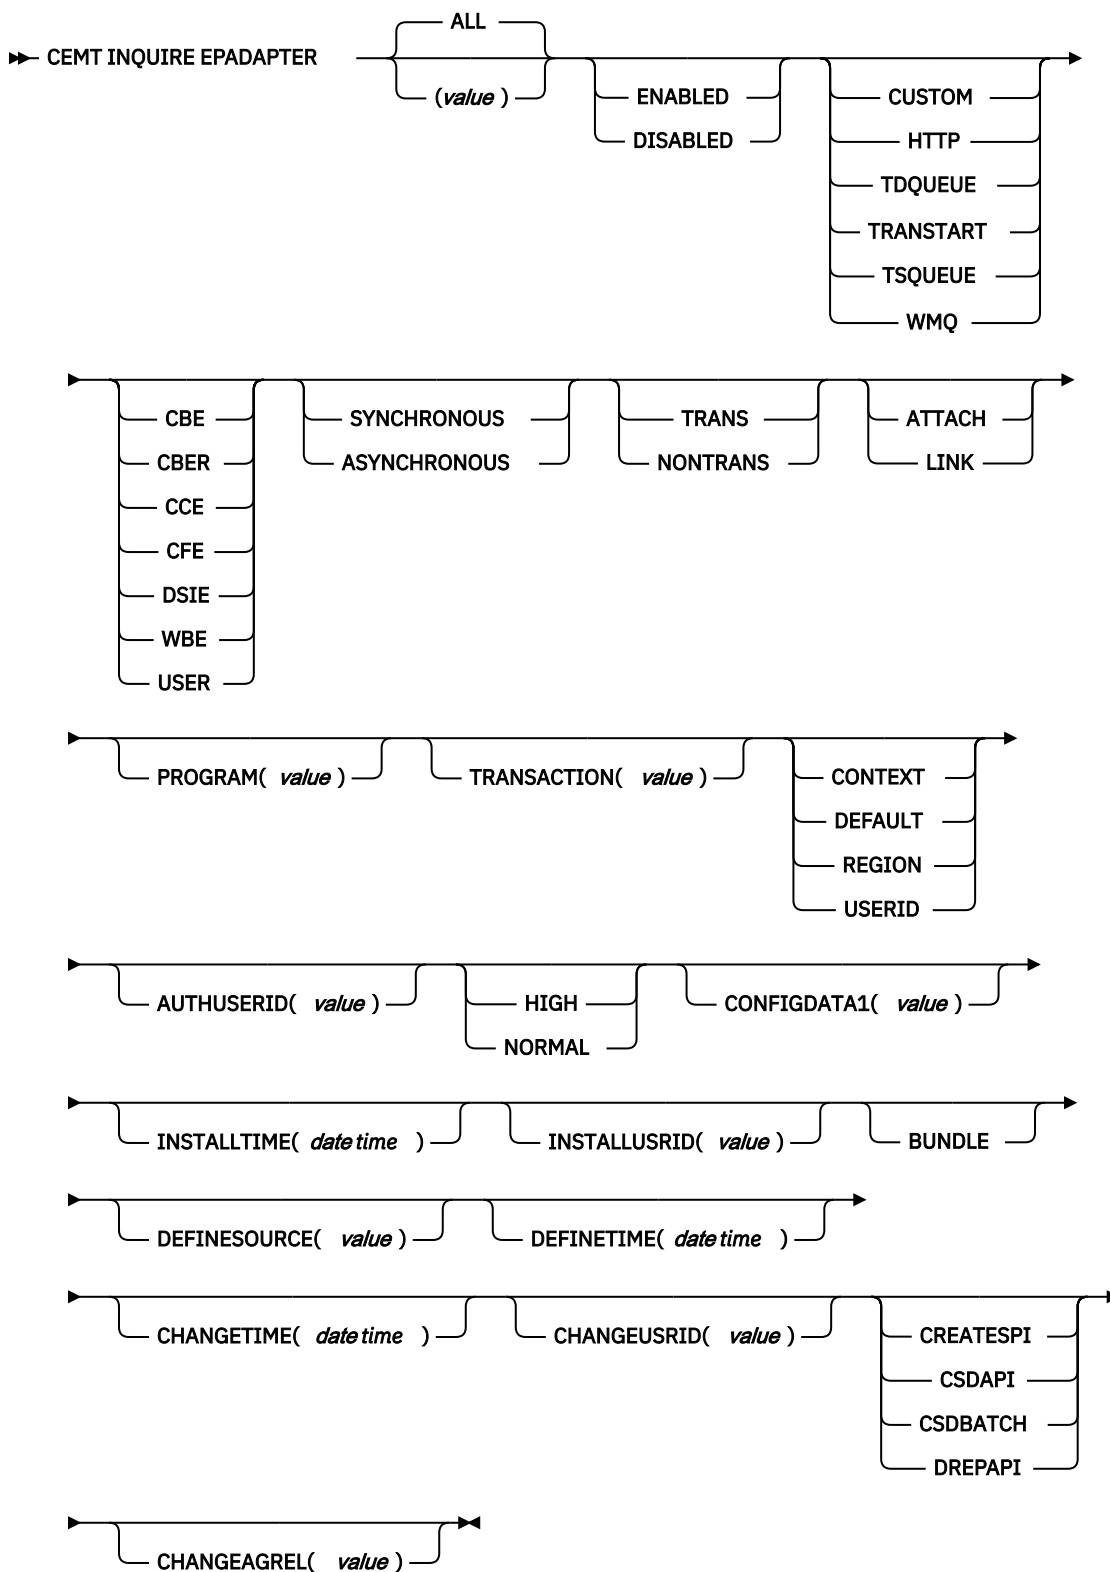 ALL
CEMT INQUIRE EPADAPTER
(value)
ENABLED
DISABLED
CUSTOM
HTTP
TDQUEUE
TRANSTART
TSQUEUE
WMQ
CBE
CBER
CCE
CFE
DSIE
WBE
USER
SYNCHRONOUS
ASYNCHRONOUS
TRANS
NONTRANS
ATTACH
LINK
PROGRAM( value )
TRANSACTION( value )
CONTEXT
DEFAULT
REGION
USERID
AUTHUSERID( value )
HIGH
NORMAL
CONFIGDATA1( value )
INSTALLTIME( date time )
INSTALLUSRID( value )
BUNDLE
DEFINESOURCE( value )
DEFINETIME( date time )
CHANGETIME( date time )
CHANGEUSRID( value )
CREATESPI
CSDAPI
CSDBATCH
DREPAPI
CHANGEAGREL( value )